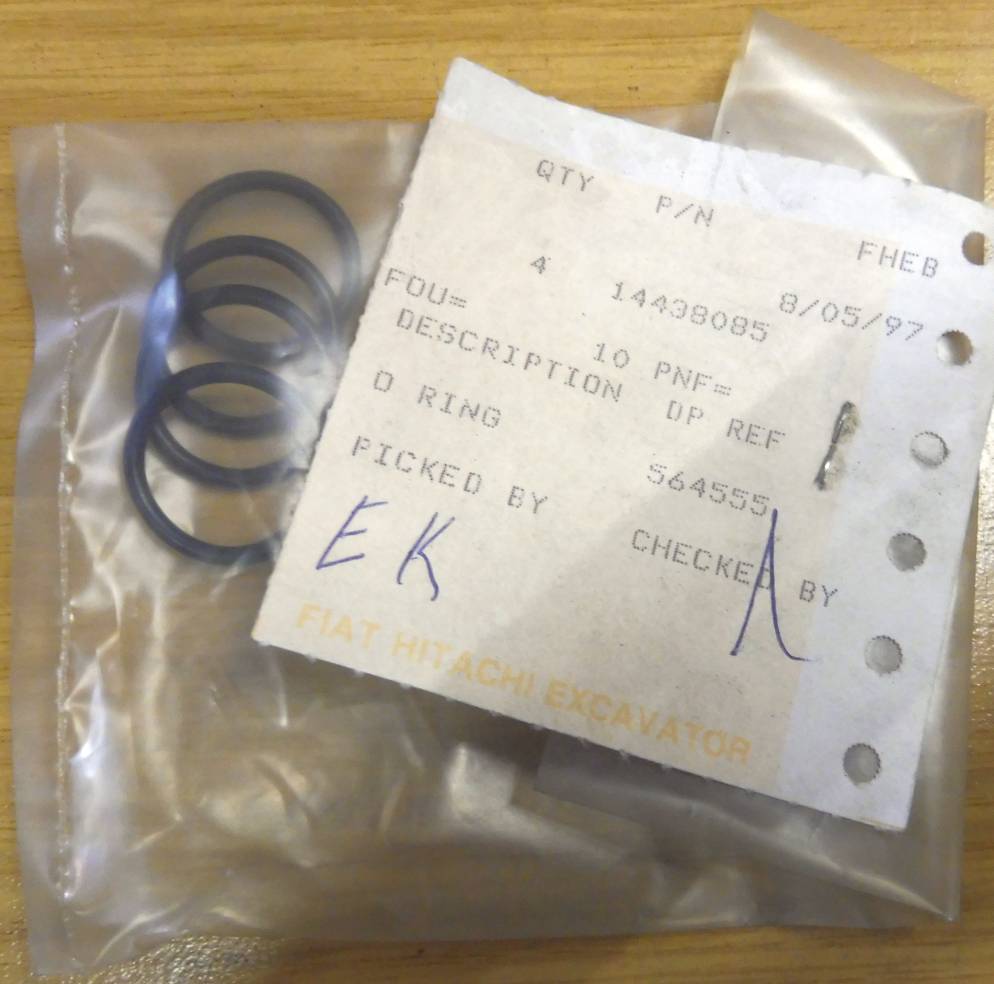 QTY P/N FHEB
4 14438085 8/05/97
FOU= 10 PNF=
DESCRIPTION DP REF
O RING 564555
PICKED BY CHECKED BY
E K
FIAT HITACHI EXCAVATOR